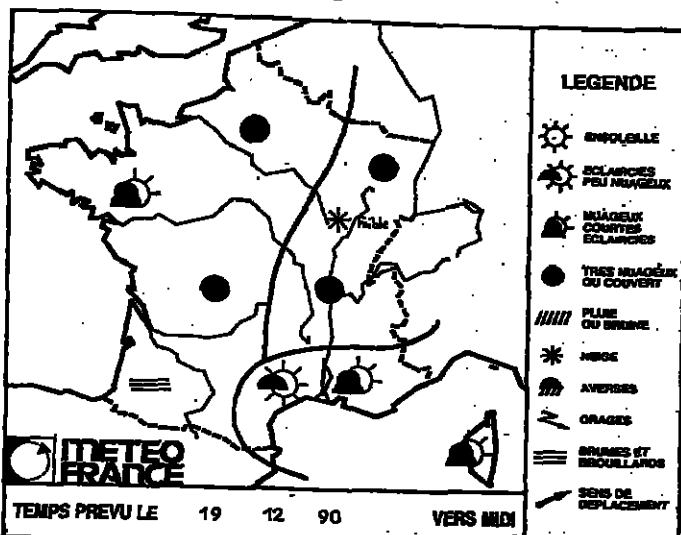 faible
METEO
FRANCE
TEMPS PREVU LE 19 12 90 VERS MIDI
LEGENDE
ENSOLEILLE
ECLAIRCIES
PEU NUAGEUX
NUAGEUX
COURTES
ECLAIRCIES
TRES NUAGEUX
OU COUVERT
PLUIE
OU BRUINE
NEIGE
AVERSES
ORAGES
BRUMES ET
BROUILLARDS
SENS DE
DEPLACEMENT